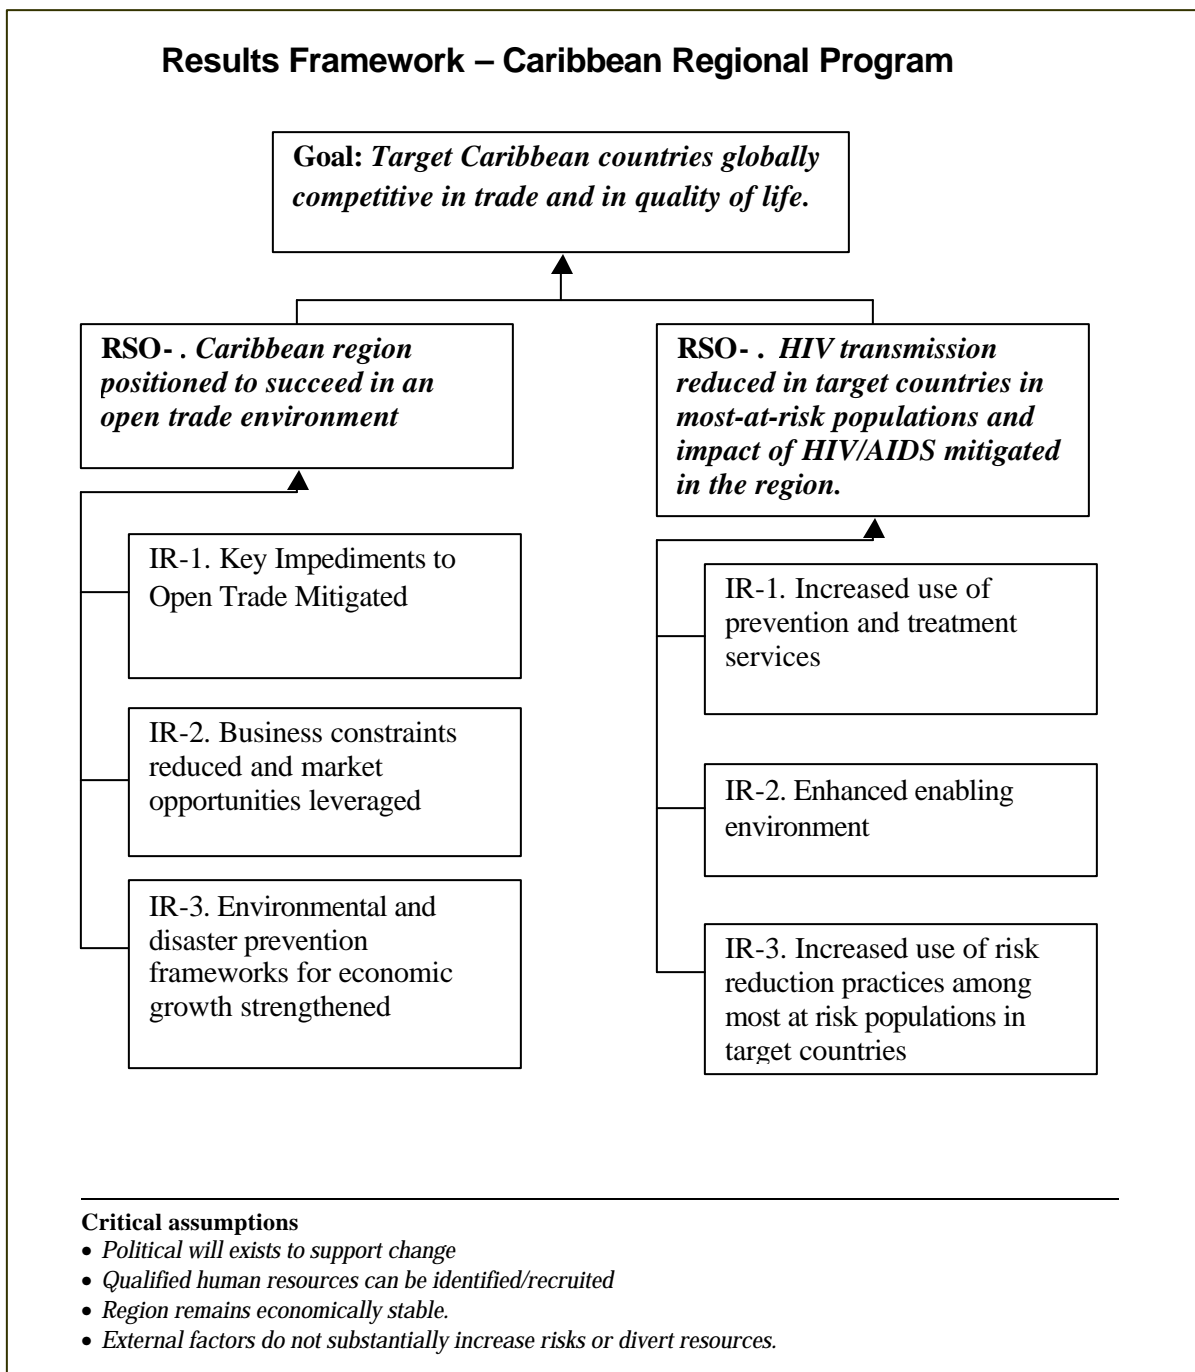 Results Framework – Caribbean Regional Program
Goal: Target Caribbean countries globally
competitive in trade and in quality of life.
RSO- . Caribbean region
positioned to succeed in an
open trade environment
IR-1. Key Impediments to
Open Trade Mitigated
IR-2. Business constraints
reduced and market
opportunities leveraged
IR-3. Environmental and
disaster prevention
frameworks for economic
growth strengthened
RSO- . HIV transmission
reduced in target countries in
most-at-risk populations and
impact of HIV/AIDS mitigated
in the region.
IR-1. Increased use of
prevention and treatment
services
IR-2. Enhanced enabling
environment
IR-3. Increased use of risk
reduction practices among
most at risk populations in
target countries
Critical assumptions
• Political will exists to support change
• Qualified human resources can be identified/recruited
• Region remains economically stable.
• External factors do not substantially increase risks or divert resources.